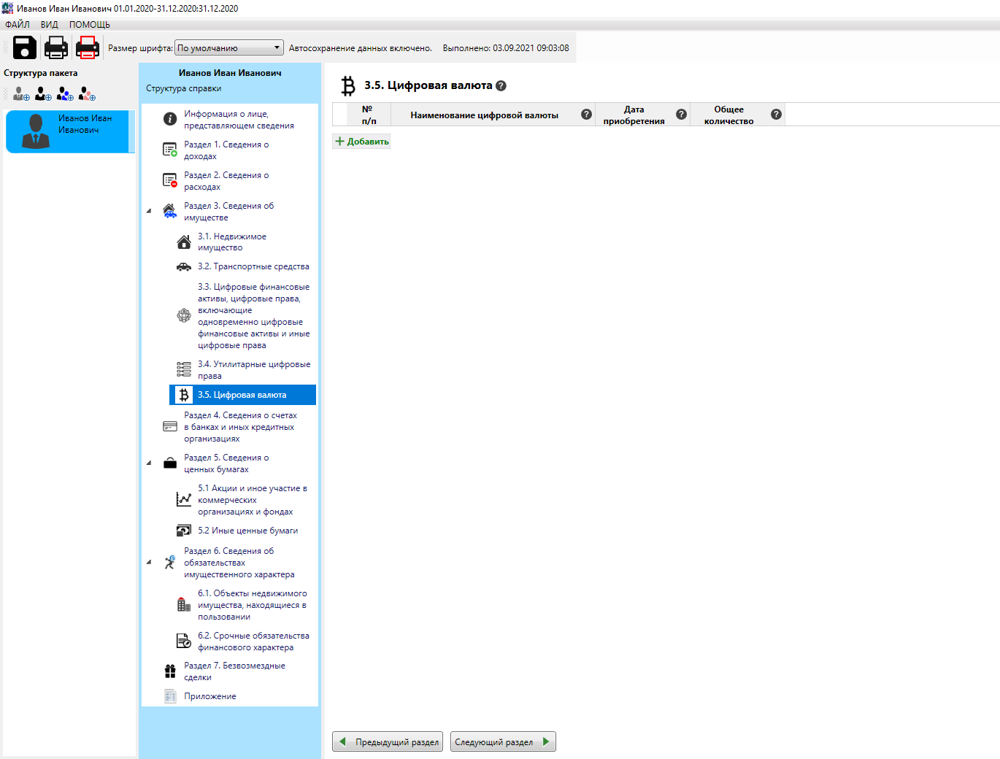 Иванов Иван Иванович 01.01.2020-31.12.2020:31.12.2020
ФАЙЛ ВИД ПОМОЩЬ
Размер шрифта: По умолчанию Автосохранение данных включено. Выполнено: 03.09.2021 09:03:08
Структура пакета
Иванов Иван
Иванович
Иванов Иван Иванович
Структура справки
Информация о лице,
представляющем сведения
Раздел 1. Сведения о
доходах
Раздел 2. Сведения о
расходах
Раздел 3. Сведения об
имуществе
3.1. Недвижимое
имущество
3.2. Транспортные средства
3.3. Цифровые финансовые
активы, цифровые права,
включающие
одновременно цифровые
финансовые активы и иные
цифровые права
3.4. Утилитарные цифровые
права
3.5. Цифровая валюта
Раздел 4. Сведения о счетах
в банках и иных кредитных
организациях
Раздел 5. Сведения о
ценных бумагах
5.1 Акции и иное участие в
коммерческих
организациях и фондах
5.2 Иные ценные бумаги
Раздел 6. Сведения об
обязательствах
имущественного характера
6.1. Объекты недвижимого
имущества, находящиеся в
пользовании
6.2. Срочные обязательства
финансового характера
Раздел 7. Безвозмездные
сделки
Приложение
3.5. Цифровая валюта
№
п/п
Наименование цифровой валюты
Дата
приобретения
Общее
количество
Добавить
Предыдущий раздел
Следующий раздел